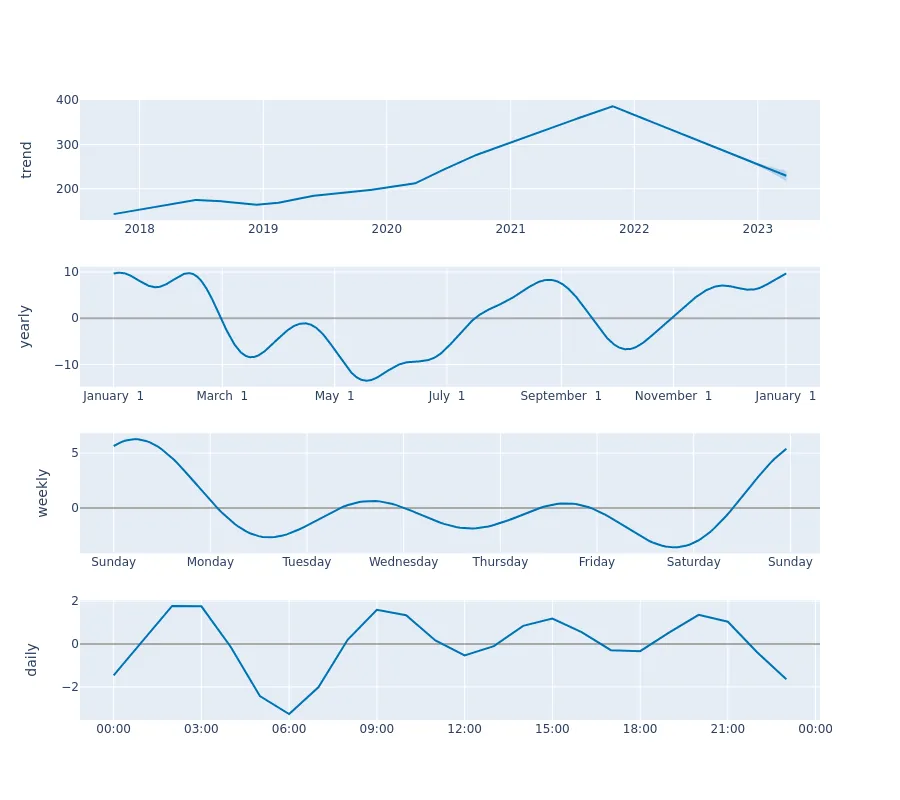 400
300
200
trend
2018 2019 2020 2021 2022 2023
10
0
−10
yearly
January 1 March 1 May 1 July 1 September 1 November 1 January 1
5
0
weekly
Sunday Monday Tuesday Wednesday Thursday Friday Saturday Sunday
2
0
−2
daily
00:00 03:00 06:00 09:00 12:00 15:00 18:00 21:00 00:00